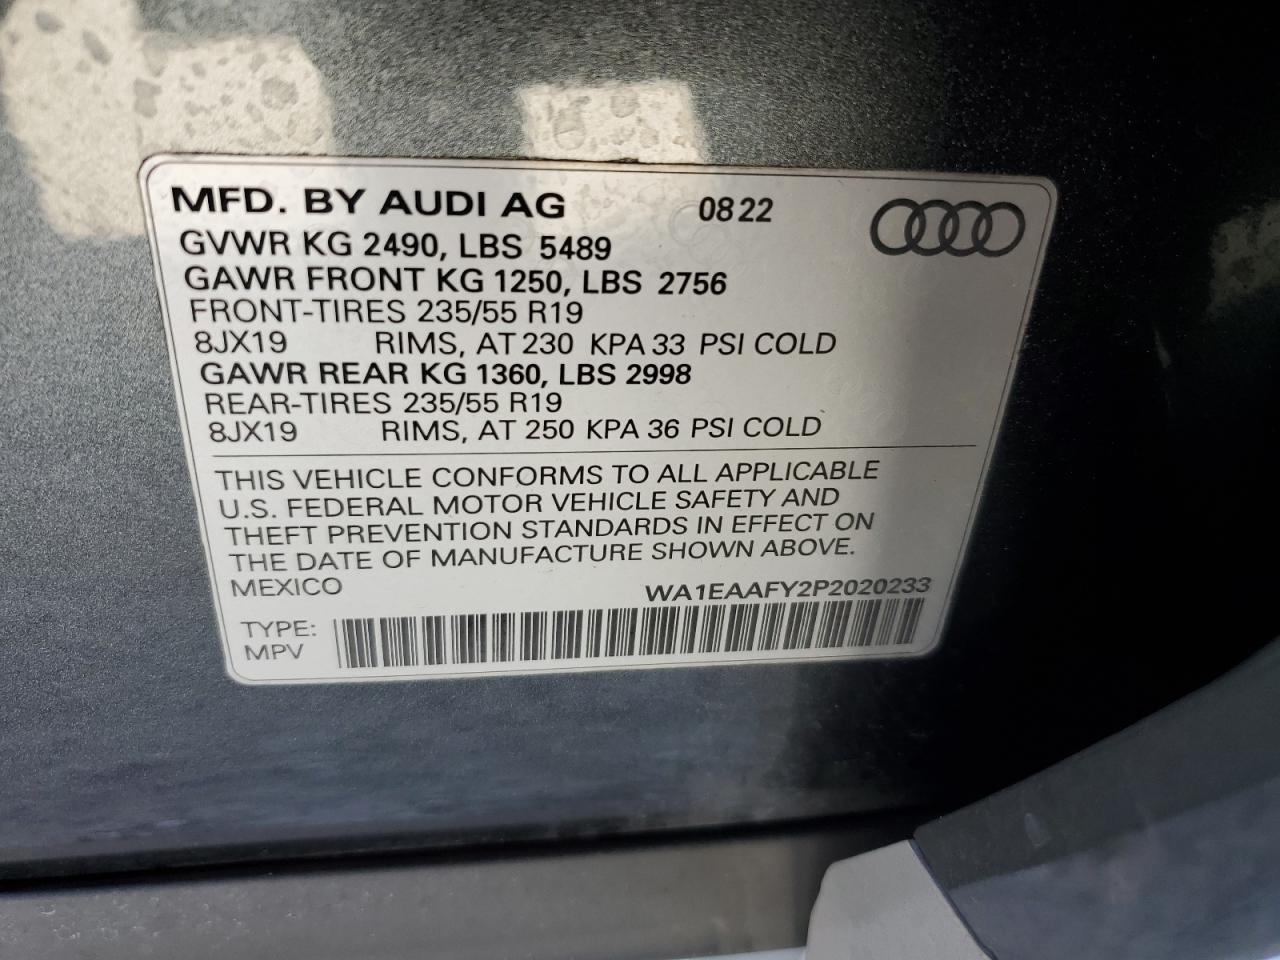 MFD. BY AUDI AG 0822
GVWR KG 2490, LBS 5489
GAWR FRONT KG 1250, LBS 2756
FRONT-TIRES 235/55 R19
8JX19 RIMS, AT 230 KPA 33 PSI COLD
GAWR REAR KG 1360, LBS 2998
REAR-TIRES 235/55 R19
8JX19 RIMS, AT 250 KPA 36 PSI COLD
THIS VEHICLE CONFORMS TO ALL APPLICABLE
U.S. FEDERAL MOTOR VEHICLE SAFETY AND
THEFT PREVENTION STANDARDS IN EFFECT ON
THE DATE OF MANUFACTURE SHOWN ABOVE.
MEXICO WA1EAAFY2P2020233
TYPE:
MPV